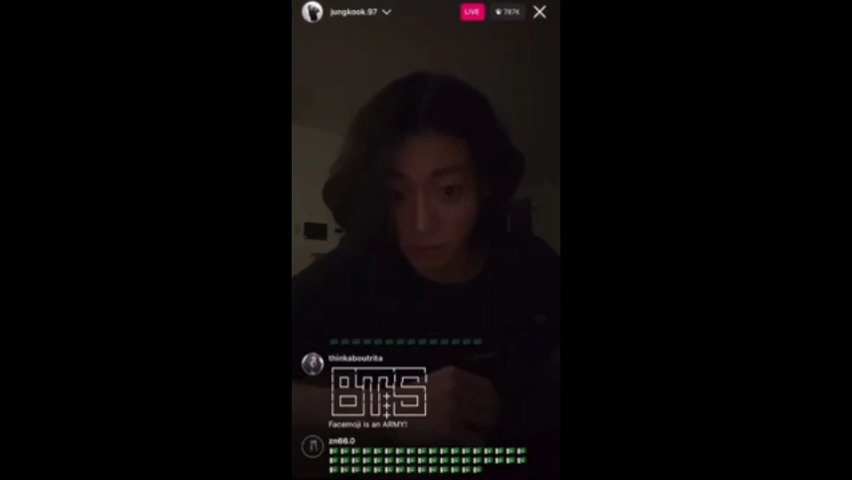 jungkook.97
LIVE
787K
thinkaboutrita
BTS
Facemoji is an ARMY!
zn66.0